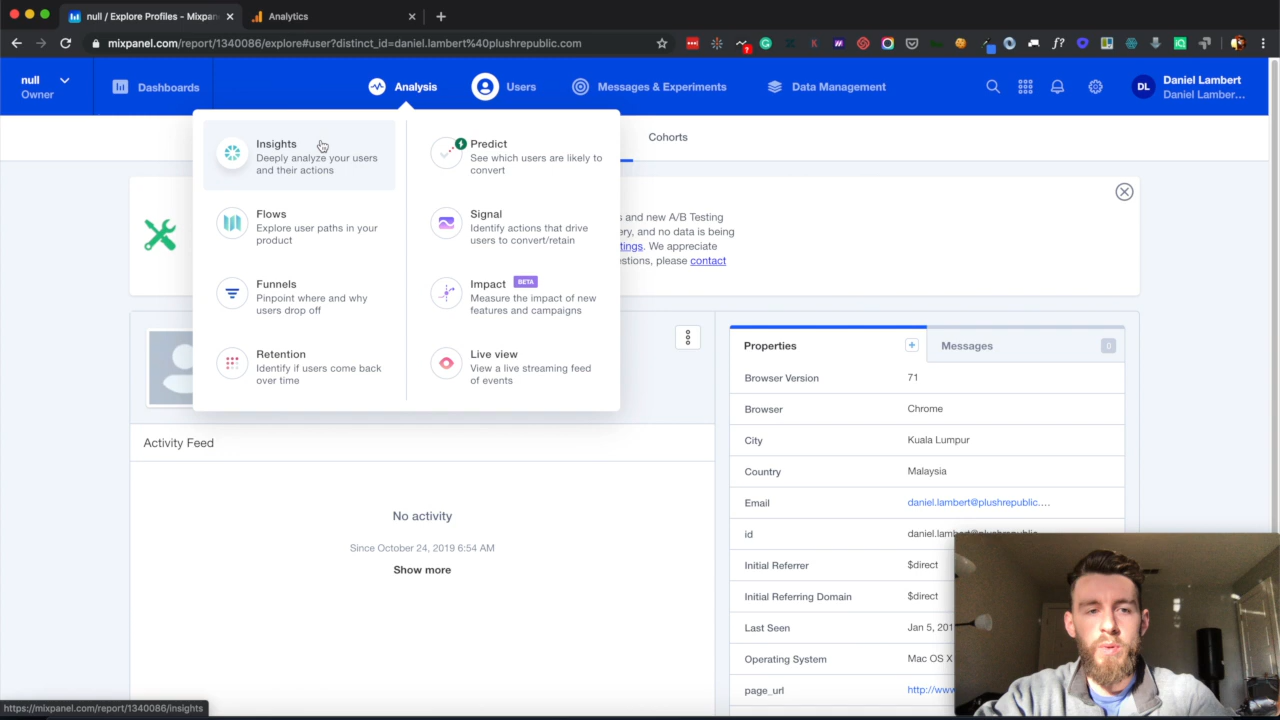 null / Explore Profiles - Mixpan
Analytics
mixpanel.com/report/1340086/explore#user?distinct_id=daniel.lambert%40plushrepublic.com
null
Owner
Dashboards
Analysis
Users
Messages & Experiments
Data Management
DL
Daniel Lambert
Daniel Lamber...
Insights
Deeply analyze your users
and their actions
Flows
Explore user paths in your
product
Funnels
Pinpoint where and why
users drop off
Retention
Identify if users come back
over time
Predict
See which users are likely to
convert
Signal
Identify actions that drive
users to convert/retain
Impact BETA
Measure the impact of new
features and campaigns
Live view
View a live streaming feed
of events
Cohorts
s and new A/B Testing
ery, and no data is being
tings. We appreciate
estions, please contact
Activity Feed
No activity
Since October 24, 2019 6:54 AM
Show more
Properties
+
Messages
0
Browser Version 71
Browser Chrome
City Kuala Lumpur
Country Malaysia
Email daniel.lambert@plushrepublic....
id daniel.lambert@plushrepublic
Initial Referrer $direct
Initial Referring Domain $direct
Last Seen Jan 5, 201
Operating System Mac OS X
page_url http://www
https://mixpanel.com/report/1340086/insights